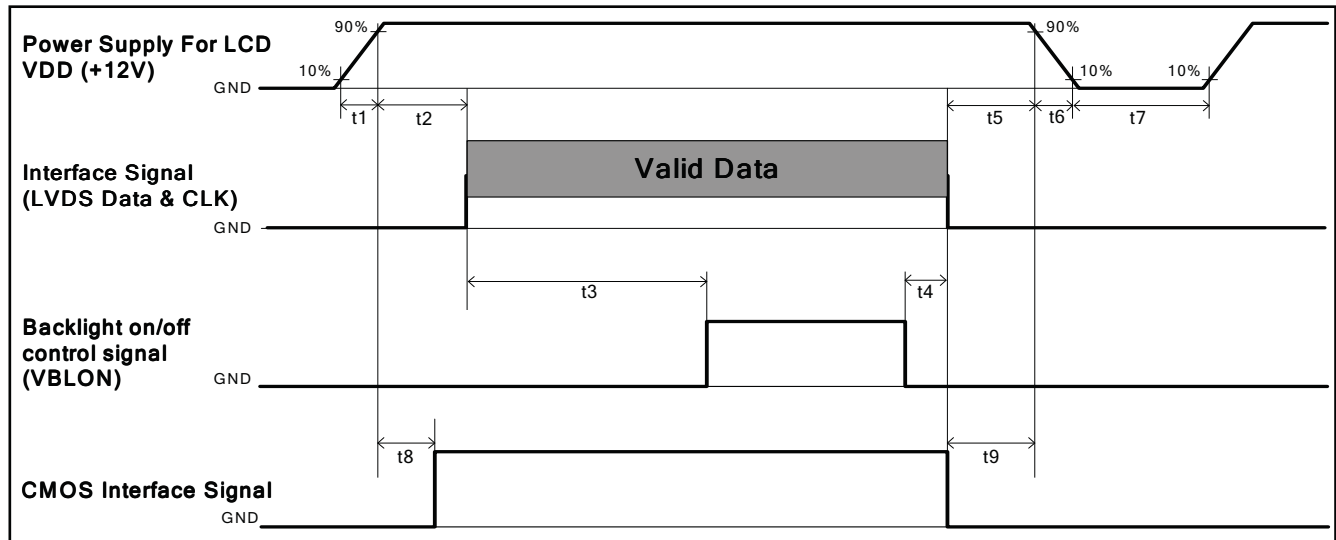 Power Supply For LCD
VDD (+12V)
90%
90%
10%
10%
10%
GND
t1
t2
t5
t6
t7
Interface Signal
(LVDS Data & CLK)
Valid Data
GND
t3
t4
Backlight on/off
control signal
(VBLON)
GND
t8
t9
CMOS Interface Signal
GND